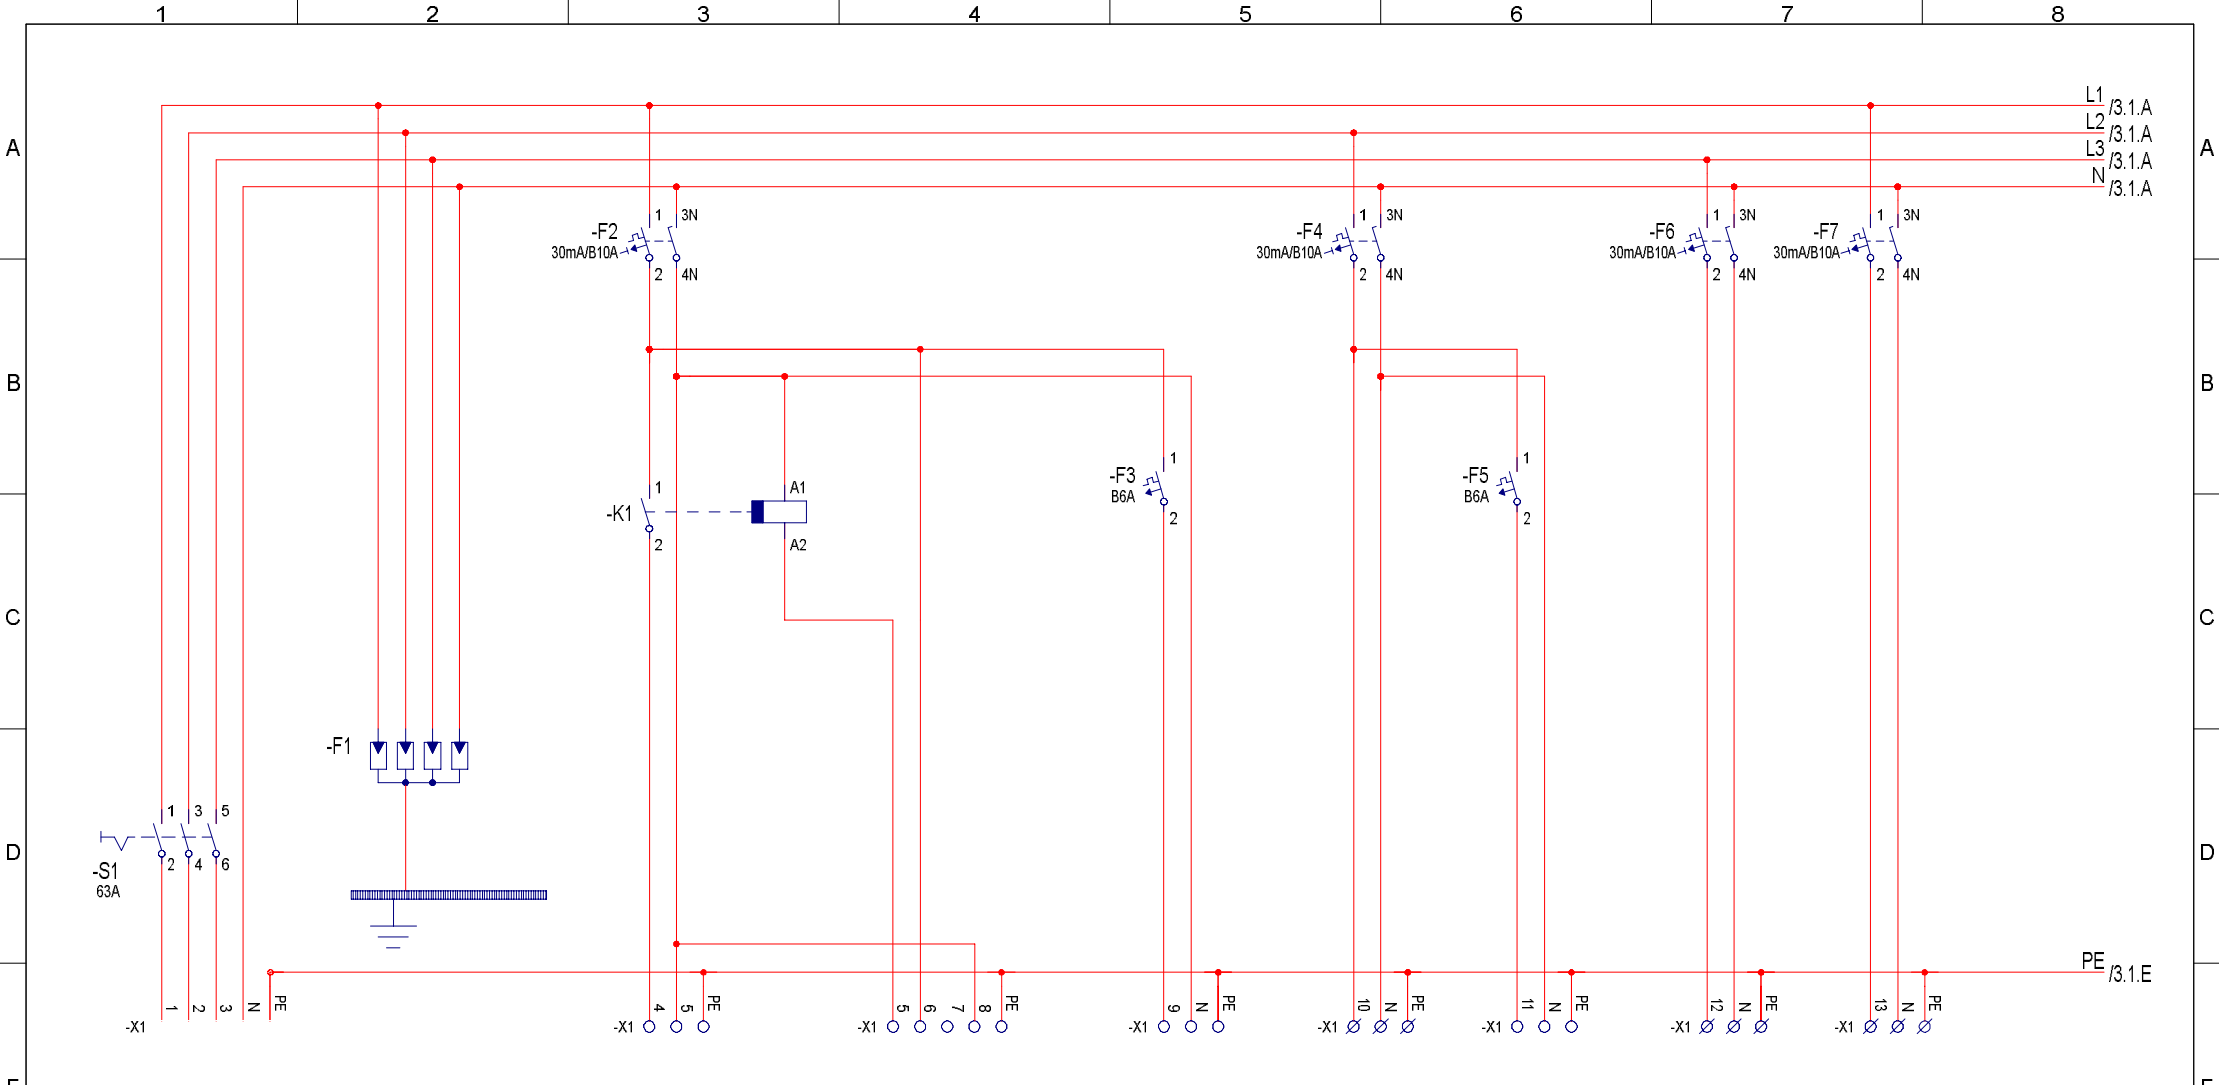 1 2 3 4 5 6 7 8
L1 /3.1.A
L2 /3.1.A
A L3 /3.1.A A
N /3.1.A
1 3N 1 3N 1 3N 1 3N
-F2 -F4 -F6 -F7
30mA/B10A 30mA/B10A 30mA/B10A 30mA/B10A
2 4N 2 4N 2 4N 2 4N
B B
1 1
-F3 -F5
1 A1 B6A B6A
-K1
2 2
2 A2
C C
-F1
1 3 5
D D
2 4 6
-S1
63A
PE /3.1.E
1 2 3 N PE 4 5 PE 5 6 7 8 PE 9 N PE 10 N PE 11 N PE 12 N PE 13 N PE
-X1 -X1 -X1 -X1 -X1 -X1 -X1 -X1